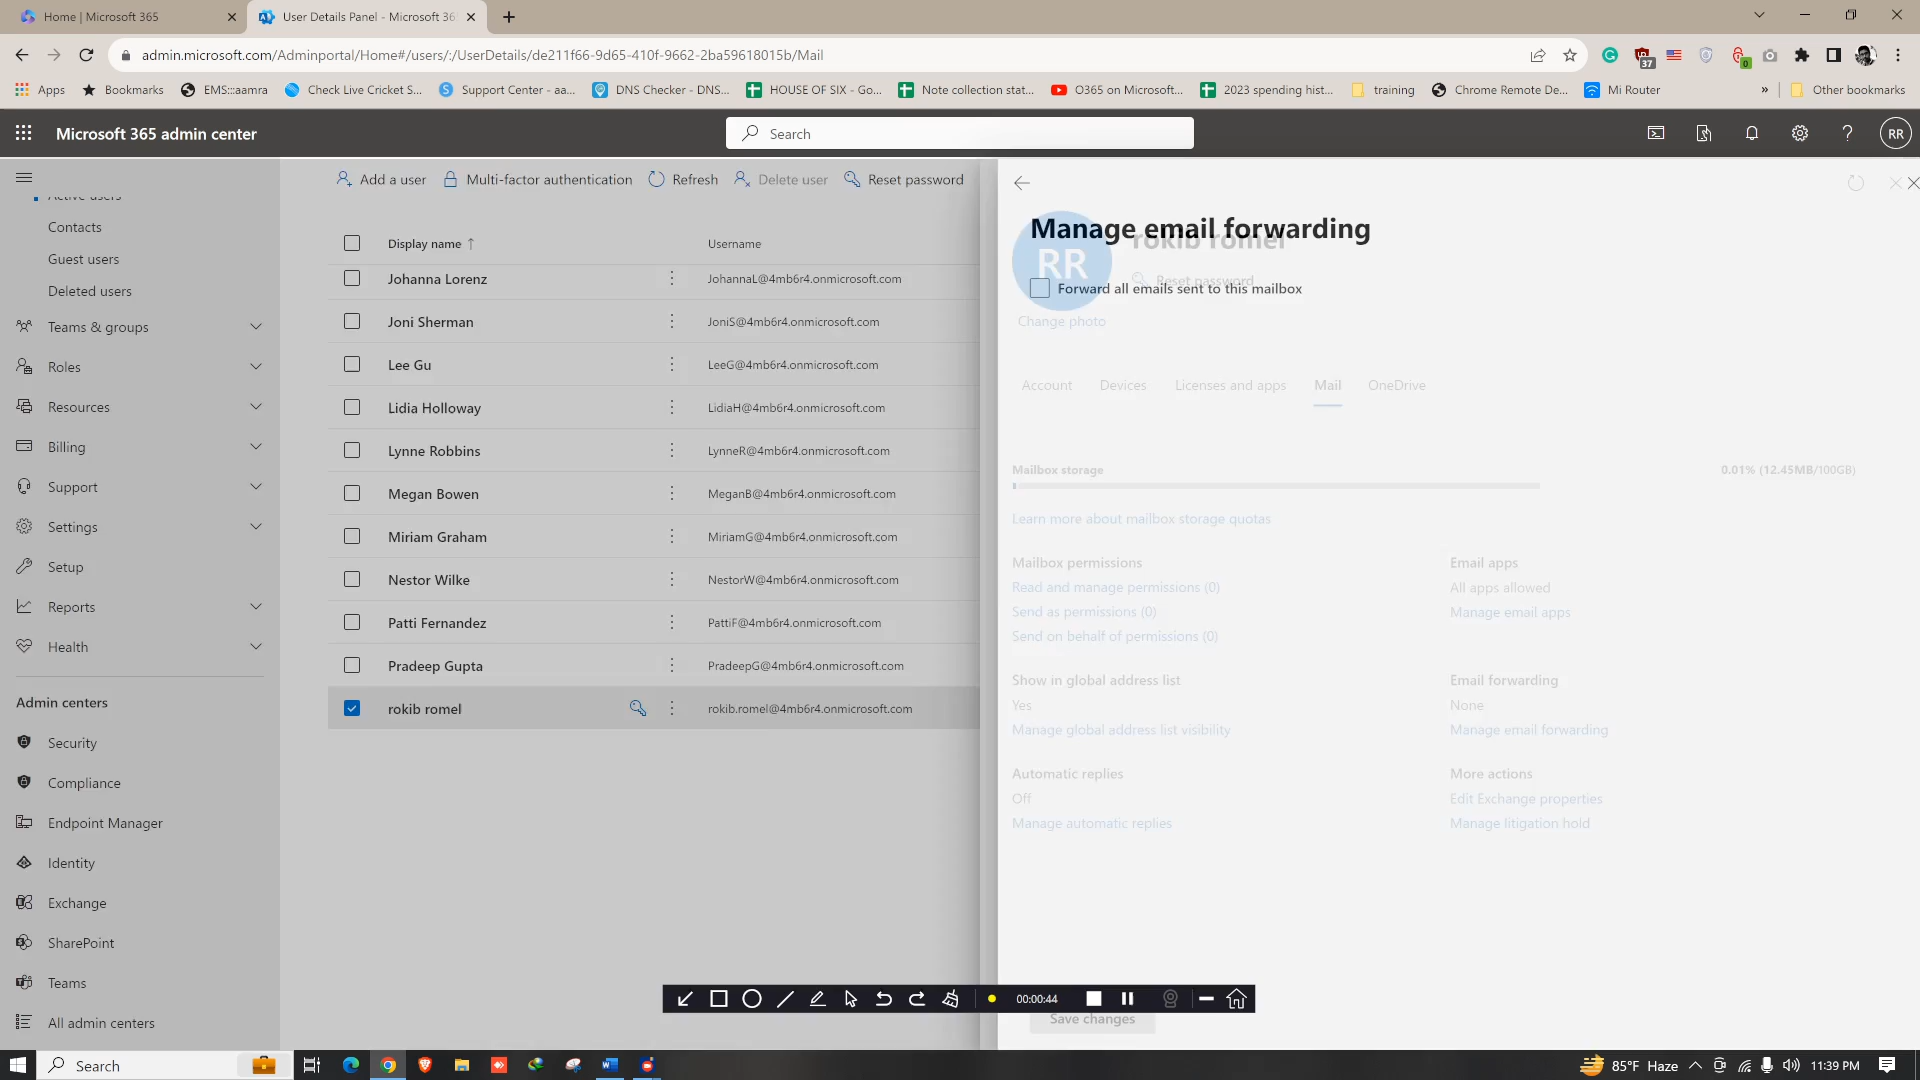 Home | Microsoft 365
User Details Panel - Microsoft 36
admin.microsoft.com/Adminportal/Home#/users/:/UserDetails/de211f66-9d65-410f-9662-2ba59618015b/Mail
37
0
Apps
Bookmarks
EMS:::aamra
Check Live Cricket S...
Support Center - aa...
DNS Checker - DNS...
HOUSE OF SIX - Go...
Note collection stat...
O365 on Microsoft...
2023 spending hist...
training
Chrome Remote De...
Mi Router
»
Other bookmarks
Microsoft 365 admin center
Search
RR
Active users
Contacts
Guest users
Deleted users
Teams & groups
Roles
Resources
Billing
Support
Settings
Setup
Reports
Health
Admin centers
Security
Compliance
Endpoint Manager
Identity
Exchange
SharePoint
Teams
All admin centers
Add a user
Multi-factor authentication
Refresh
Delete user
Reset password
Display name ↑
Username
Johanna Lorenz
JohannaL@4mb6r4.onmicrosoft.com
Joni Sherman
JoniS@4mb6r4.onmicrosoft.com
Lee Gu
LeeG@4mb6r4.onmicrosoft.com
Lidia Holloway
LidiaH@4mb6r4.onmicrosoft.com
Lynne Robbins
LynneR@4mb6r4.onmicrosoft.com
Megan Bowen
MeganB@4mb6r4.onmicrosoft.com
Miriam Graham
MiriamG@4mb6r4.onmicrosoft.com
Nestor Wilke
NestorW@4mb6r4.onmicrosoft.com
Patti Fernandez
PattiF@4mb6r4.onmicrosoft.com
Pradeep Gupta
PradeepG@4mb6r4.onmicrosoft.com
rokib romel
rokib.romel@4mb6r4.onmicrosoft.com
Manage email forwarding
rokib romel
RR
Reset password
Forward all emails sent to this mailbox
Change photo
Account
Devices
Licenses and apps
Mail
OneDrive
Mailbox storage
0.01% (12.45MB/100GB)
Learn more about mailbox storage quotas
Mailbox permissions
Read and manage permissions (0)
Send as permissions (0)
Send on behalf of permissions (0)
Email apps
All apps allowed
Manage email apps
Show in global address list
Yes
Manage global address list visibility
Email forwarding
None
Manage email forwarding
Automatic replies
Off
Manage automatic replies
More actions
Edit Exchange properties
Manage litigation hold
00:00:44
Save changes
Search
85°F Haze
11:39 PM